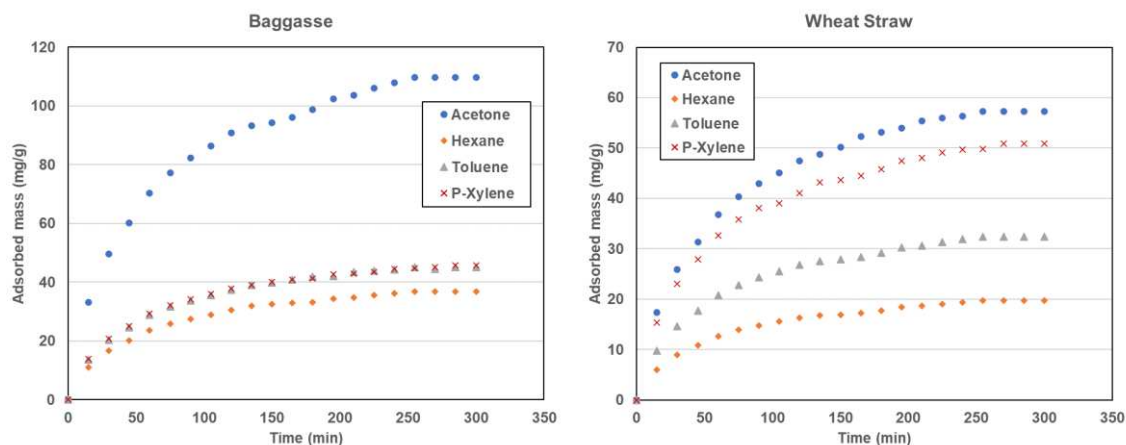 Baggasse
120
100
80
60
40
20
0
Adsorbed mass (mg/g)
Acetone
Hexane
Toluene
P-Xylene
0 50 100 150 200 250 300 350
Time (min)
Wheat Straw
70
60
50
40
30
20
10
0
Adsorbed mass (mg/g)
Acetone
Hexane
Toluene
P-Xylene
0 50 100 150 200 250 300 350
Time (min)